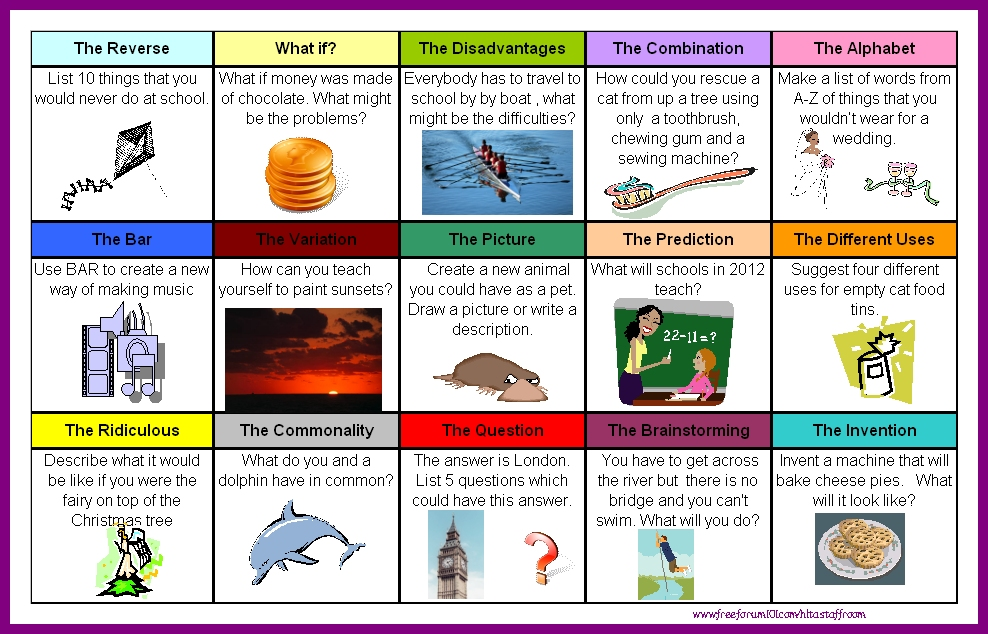 The Reverse
What if?
The Disadvantages
The Combination
The Alphabet
List 10 things that you
would never do at school.
What if money was made
of chocolate. What might
be the problems?
Everybody has to travel to
school by by boat , what
might be the difficulties?
How could you rescue a
cat from up a tree using
only a toothbrush,
chewing gum and a
sewing machine?
Make a list of words from
A-Z of things that you
wouldn't wear for a
wedding.
The Bar
The Variation
The Picture
The Prediction
The Different Uses
Use BAR to create a new
way of making music
How can you teach
yourself to paint sunsets?
Create a new animal
you could have as a pet.
Draw a picture or write a
description.
What will schools in 2012
teach?
22-11=?
Suggest four different
uses for empty cat food
tins.
The Ridiculous
The Commonality
The Question
The Brainstorming
The Invention
Describe what it would
be like if you were the
fairy on top of the
Christmas tree
What do you and a
dolphin have in common?
The answer is London.
List 5 questions which
could have this answer.
You have to get across
the river but there is no
bridge and you can't
swim. What will you do?
Invent a machine that will
bake cheese pies. What
will it look like?
www.freeforum101.com/hltastaffroom